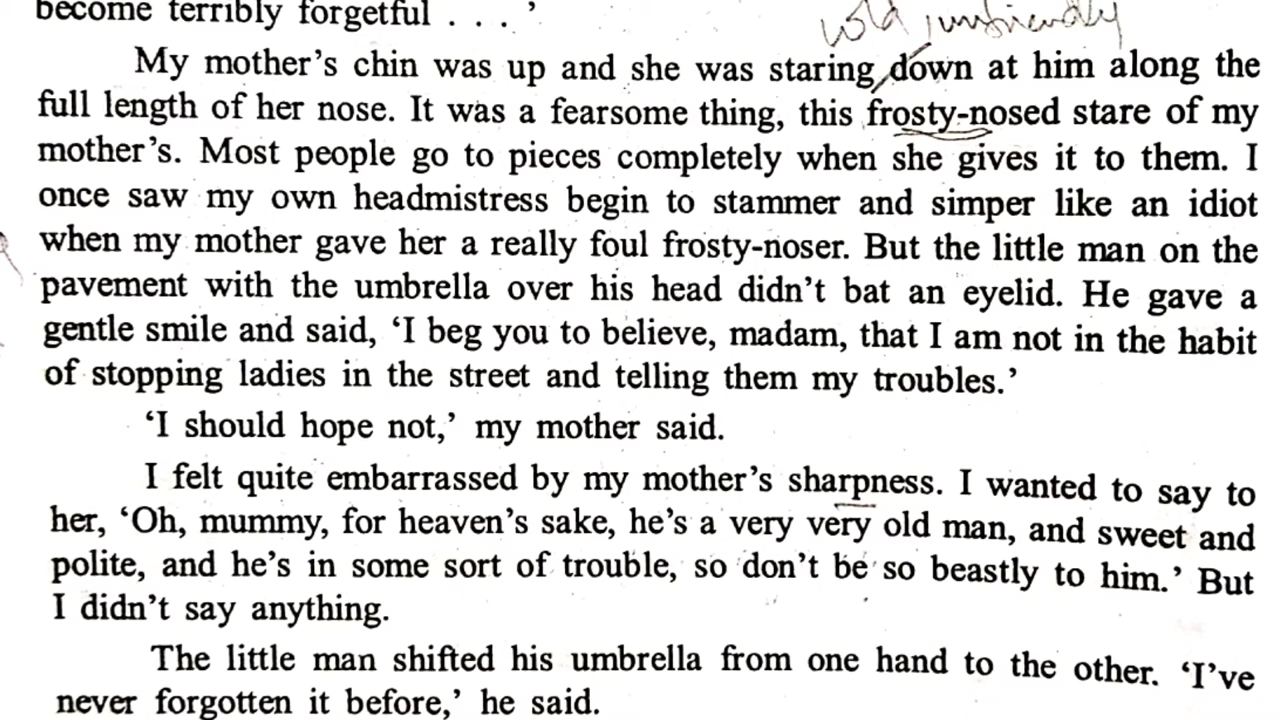 become terribly forgetful . . . ’
cold / unfriendly
My mother’s chin was up and she was staring down at him along the
full length of her nose. It was a fearsome thing, this frosty-nosed stare of my
mother’s. Most people go to pieces completely when she gives it to them. I
once saw my own headmistress begin to stammer and simper like an idiot
when my mother gave her a really foul frosty-noser. But the little man on the
pavement with the umbrella over his head didn’t bat an eyelid. He gave a
gentle smile and said, ‘I beg you to believe, madam, that I am not in the habit
of stopping ladies in the street and telling them my troubles.’
‘I should hope not,’ my mother said.
I felt quite embarrassed by my mother’s sharpness. I wanted to say to
her, ‘Oh, mummy, for heaven’s sake, he’s a very very old man, and sweet and
polite, and he’s in some sort of trouble, so don’t be so beastly to him.’ But
I didn’t say anything.
The little man shifted his umbrella from one hand to the other. ‘I’ve
never forgotten it before,’ he said.